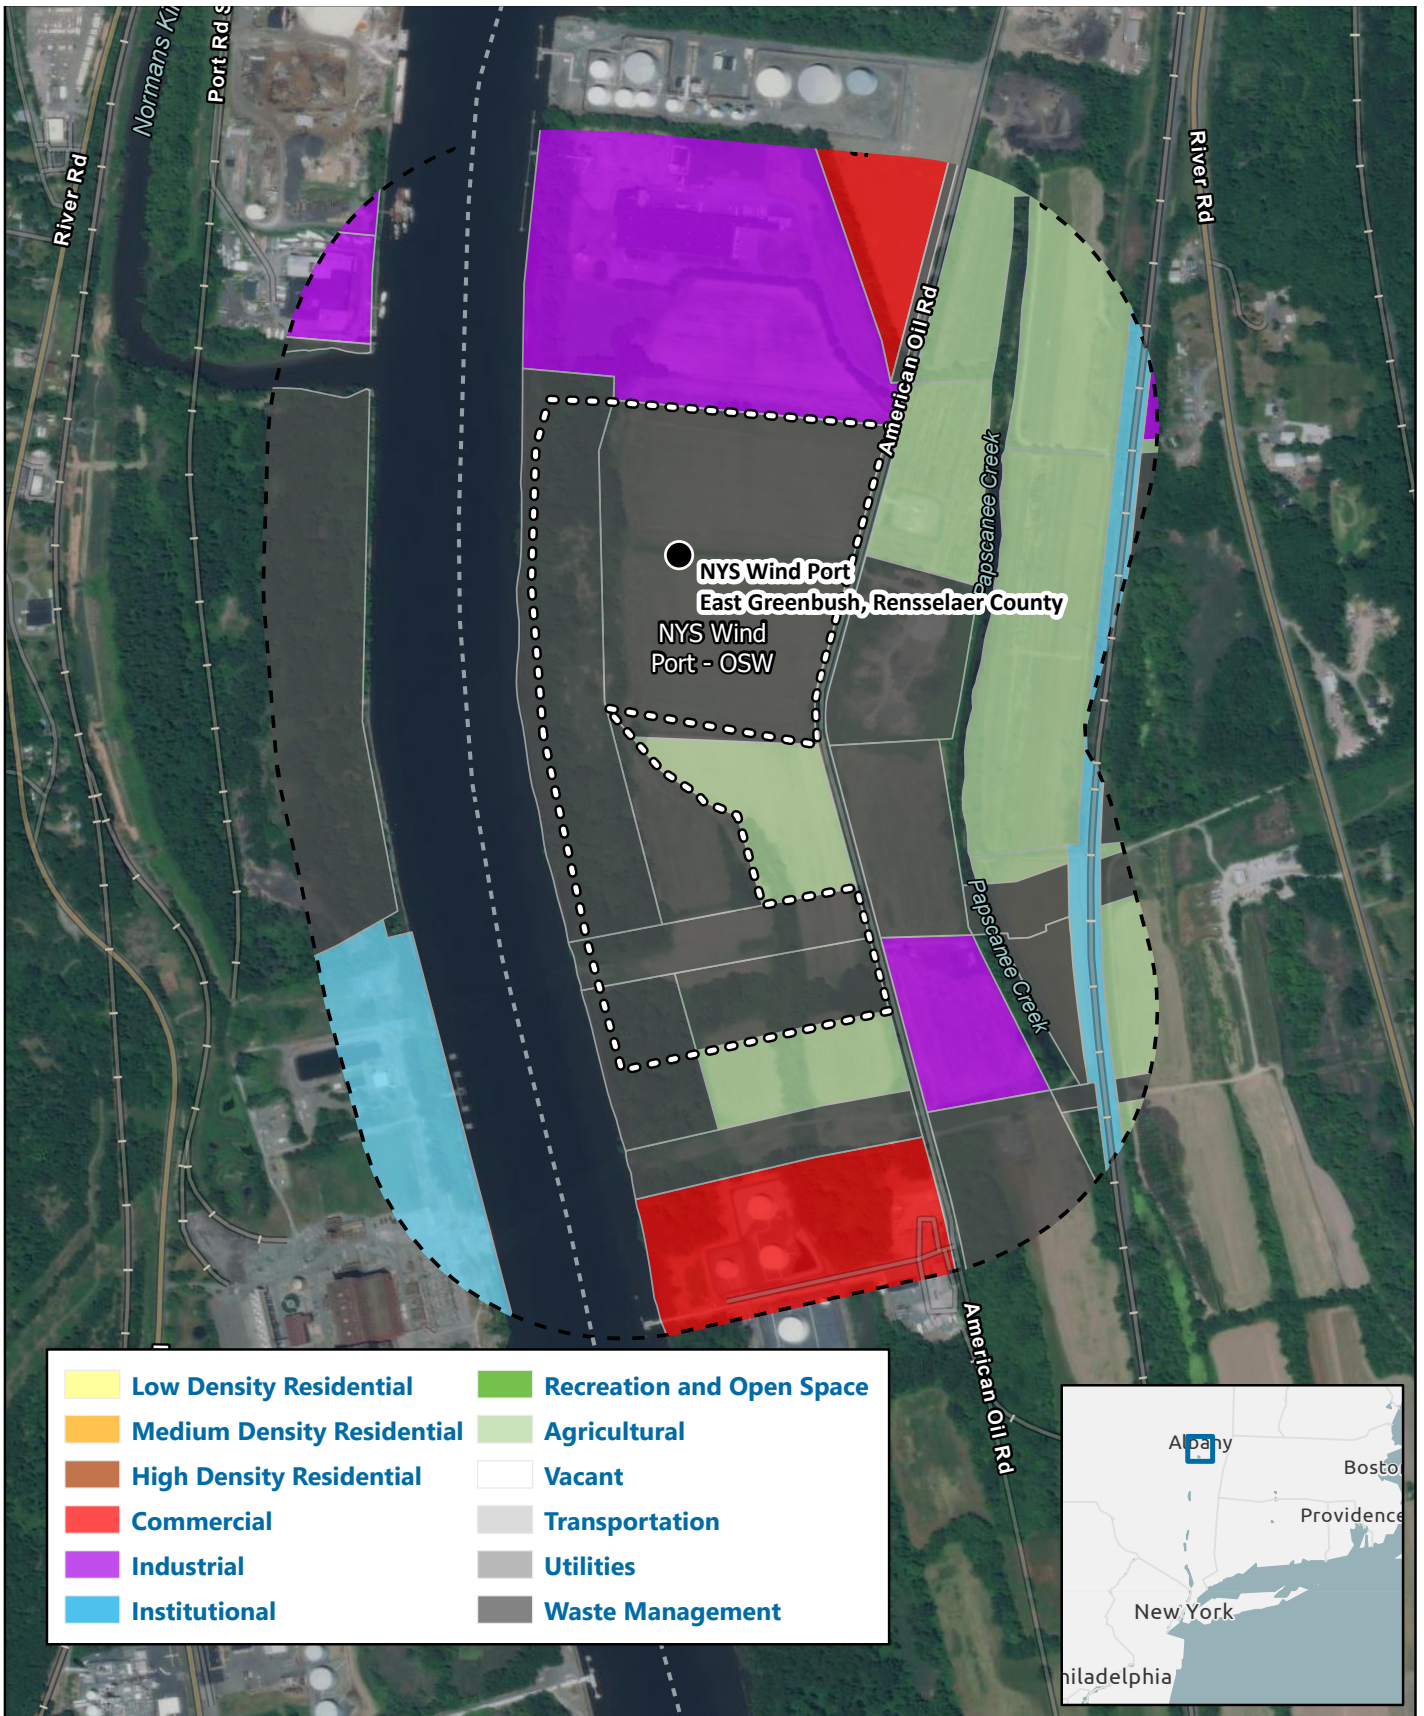 Normans Ki
Port Rd S
River Rd
River Rd
American Oil Rd
Papscanee Creek
NYS Wind Port
East Greenbush, Rensselaer County
NYS Wind
Port - OSW
Papscanee Creek
American Oil Rd
Low Density Residential
Medium Density Residential
High Density Residential
Commercial
Industrial
Institutional
Recreation and Open Space
Agricultural
Vacant
Transportation
Utilities
Waste Management
Albany
Bosto
Providence
New York
hiladelphia